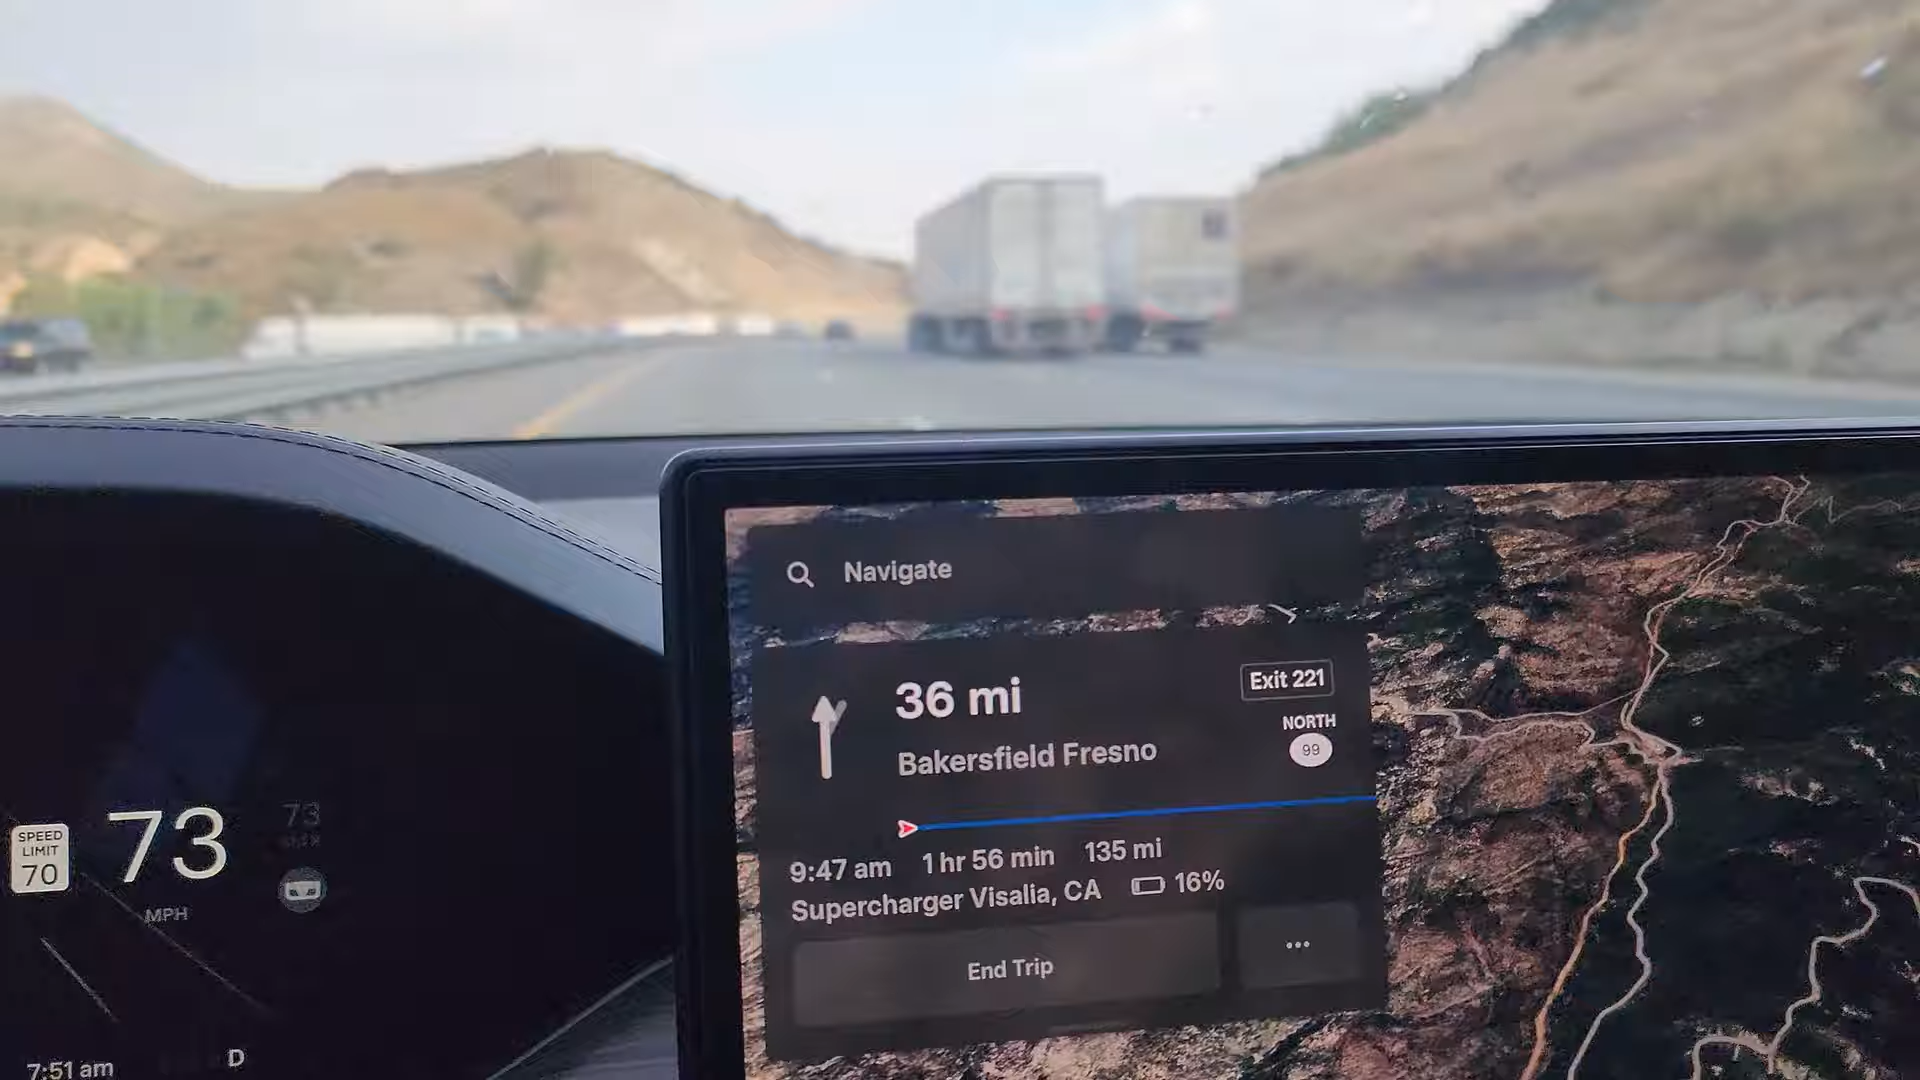 Navigate
36 mi
Exit 221
NORTH
99
Bakersfield Fresno
9:47 am 1 hr 56 min 135 mi
Supercharger Visalia, CA 16%
End Trip
SPEED
LIMIT
70
73
MPH
73
7:51 am
D